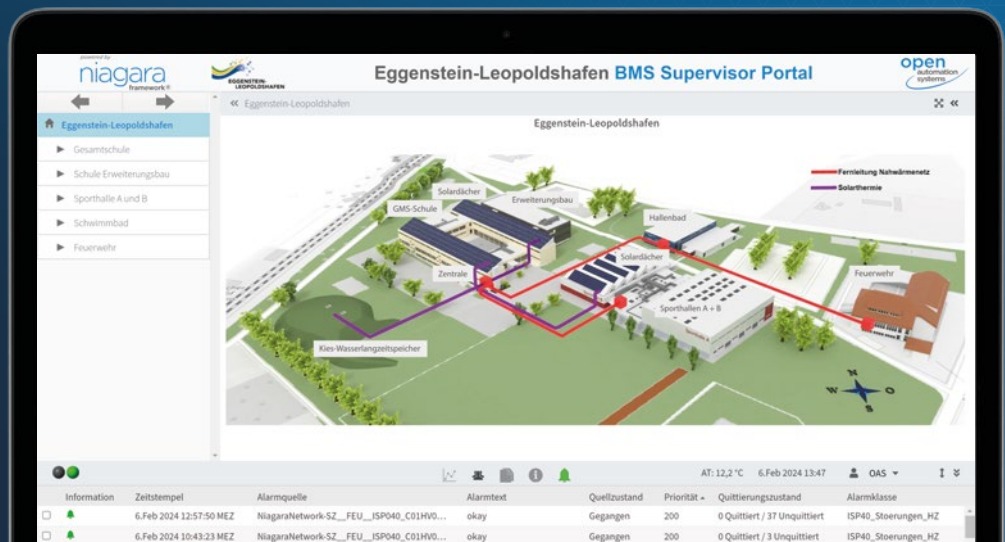 powered by
niagara
framework®
EGGENSTEIN-
LEOPOLDSHAFEN
Eggenstein-Leopoldshafen BMS Supervisor Portal
open
automation
systems
« Eggenstein-Leopoldshafen
«
Eggenstein-Leopoldshafen
Gesamtschule
Schule Erweiterungsbau
Sporthalle A und B
Schwimmbad
Feuerwehr
Eggenstein-Leopoldshafen
Fernleitung Nahwärmenetz
Solarthermie
Solardächer
Erweiterungsbau
GMS-Schule
Hallenbad
Zentrale
Solardächer
Feuerwehr
Sporthallen A + B
Kies-Wasserlangzeitspeicher
N
W O
S
AT: 12,2 °C 6.Feb 2024 13:47 OAS
Information Zeitstempel Alarmquelle Alarmtext Quellzustand Priorität Quittierungszustand Alarmklasse
6.Feb 2024 12:57:50 MEZ NiagaraNetwork-SZ__FEU__ISP040_C01HV0... okay Gegangen 200 0 Quittiert / 37 Unquittiert ISP40_Stoerungen_HZ
6.Feb 2024 10:43:23 MEZ NiagaraNetwork-SZ__FEU__ISP040_C01HV0... okay Gegangen 200 0 Quittiert / 3 Unquittiert ISP40_Stoerungen_HZ